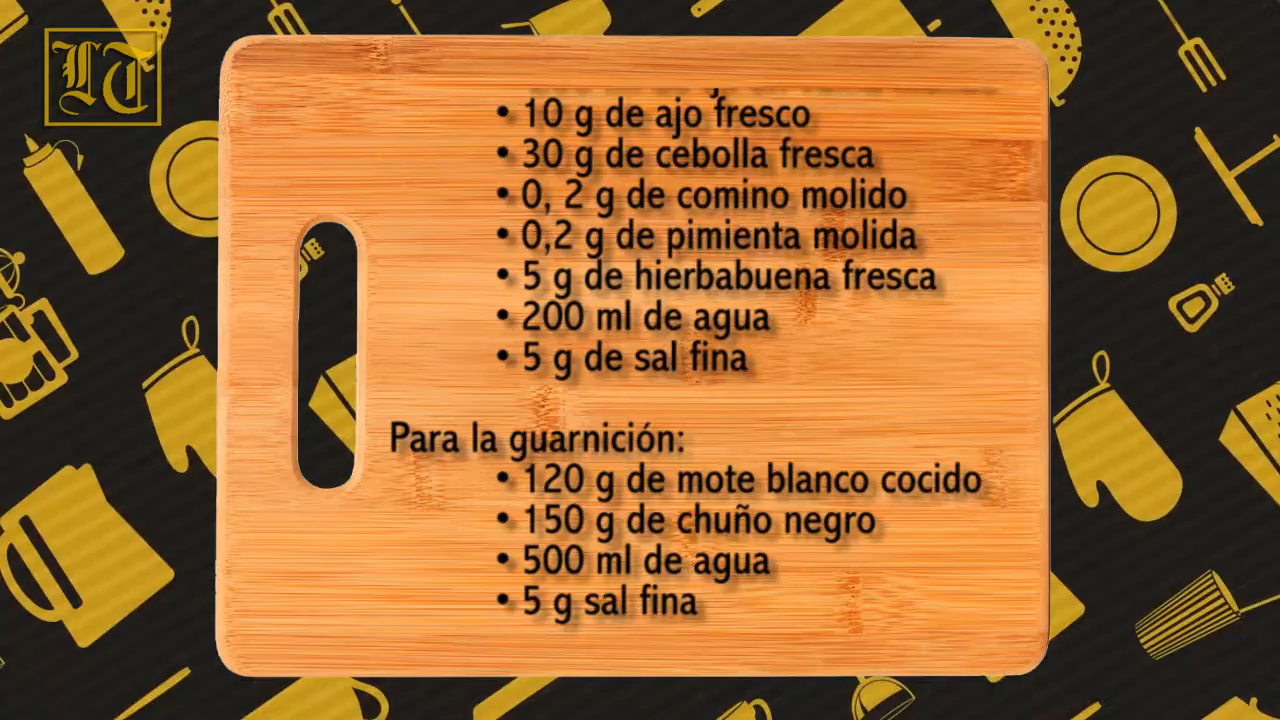 LT
• 10 g de ajo fresco
• 30 g de cebolla fresca
• 0, 2 g de comino molido
• 0,2 g de pimienta molida
• 5 g de hierbabuena fresca
• 200 ml de agua
• 5 g de sal fina
Para la guarnición:
• 120 g de mote blanco cocido
• 150 g de chuño negro
• 500 ml de agua
• 5 g sal fina